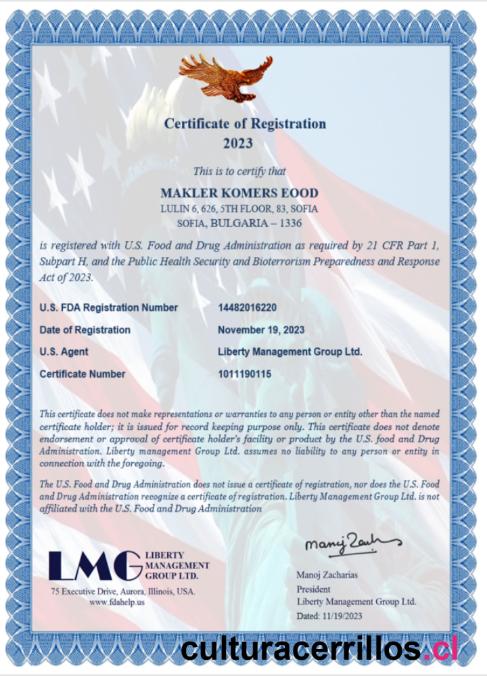 Certificate of Registration
2023
This is to certify that
MAKLER KOMERS EOOD
LULIN 6, 626, 5TH FLOOR, 83, SOFIA
SOFIA, BULGARIA – 1336
is registered with U.S. Food and Drug Administration as required by 21 CFR Part 1,
Subpart H, and the Public Health Security and Bioterrorism Preparedness and Response
Act of 2023.
U.S. FDA Registration Number 14482016220
Date of Registration November 19, 2023
U.S. Agent Liberty Management Group Ltd.
Certificate Number 1011190115
This certificate does not make representations or warranties to any person or entity other than the named
certificate holder; it is issued for record keeping purpose only. This certificate does not denote
endorsement or approval of certificate holder's facility or product by the U.S. food and Drug
Administration. Liberty management Group Ltd. assumes no liability to any person or entity in
connection with the foregoing.
The U.S. Food and Drug Administration does not issue a certificate of registration, nor does the U.S. Food
and Drug Administration recognize a certificate of registration. Liberty Management Group Ltd. is not
affiliated with the U.S. Food and Drug Administration
LMG LIBERTY
MANAGEMENT
GROUP LTD.
75 Executive Drive, Aurora, Illinois, USA.
www.fdahelp.us
Manoj Zacharias
President
Liberty Management Group Ltd.
Dated: 11/19/2023
culturacerrillos.cl